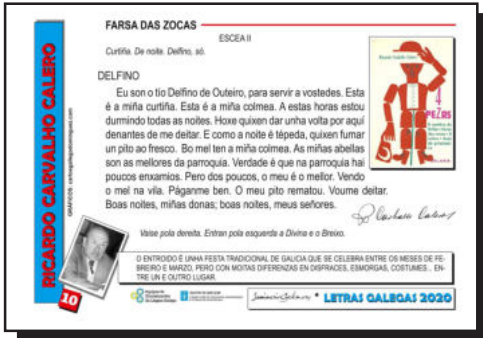 FARSA DAS ZOCAS
ESCEA II
Curtiña. De noite. Delfino, só.
DELFINO
Eu son o tío Delfino de Outeiro, para servir a vostedes. Esta
é a miña curtiña. Esta é a miña colmea. A estas horas estou
durmindo todas as noites. Hoxe quixen dar unha volta por aquí
denantes de me deitar. E como a noite é tépeda, quixen fumar
un pito ao fresco. Bo mel ten a miña colmea. As miñas abellas
son as mellores da parroquia. Verdade é que na parroquia hai
poucos enxamios. Pero dos poucos, o meu é o mellor. Vendo
o mel na vila. Páganme ben. O meu pito rematou. Voume deitar.
Boas noites, miñas donas; boas noites, meus señores.
Vaise pola dereita. Entran pola esquerda a Divina e o Breixo.
O ENTROIDO É UNHA FESTA TRADICIONAL DE GALICIA QUE SE CELEBRA ENTRE OS MESES DE FE-
BREIRO E MARZO, PERO CON MOITAS DIFERENZAS EN DISFRACES, ESMORGAS, COSTUMES... EN-
TRE UN E OUTRO LUGAR.
RICARDO CARVALHO CALERO
10
4
PEZAS
* LETRAS GALEGAS 2020